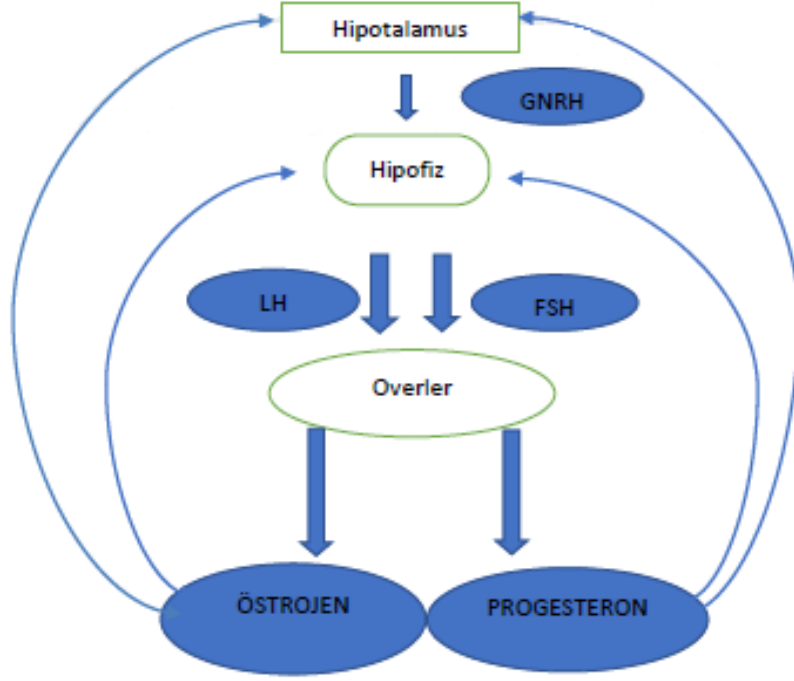 Hipotalamus
GNRH
Hipofiz
LH
FSH
Overler
ÖSTROJEN
PROGESTERON